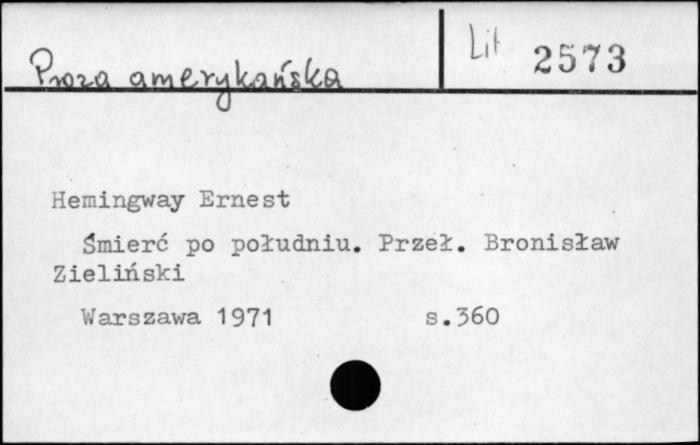 Proza amerykańska
Lit 2573
Hemingway Ernest
Śmierć po południu. Przeł. Bronisław
Zieliński
Warszawa 1971 s.360